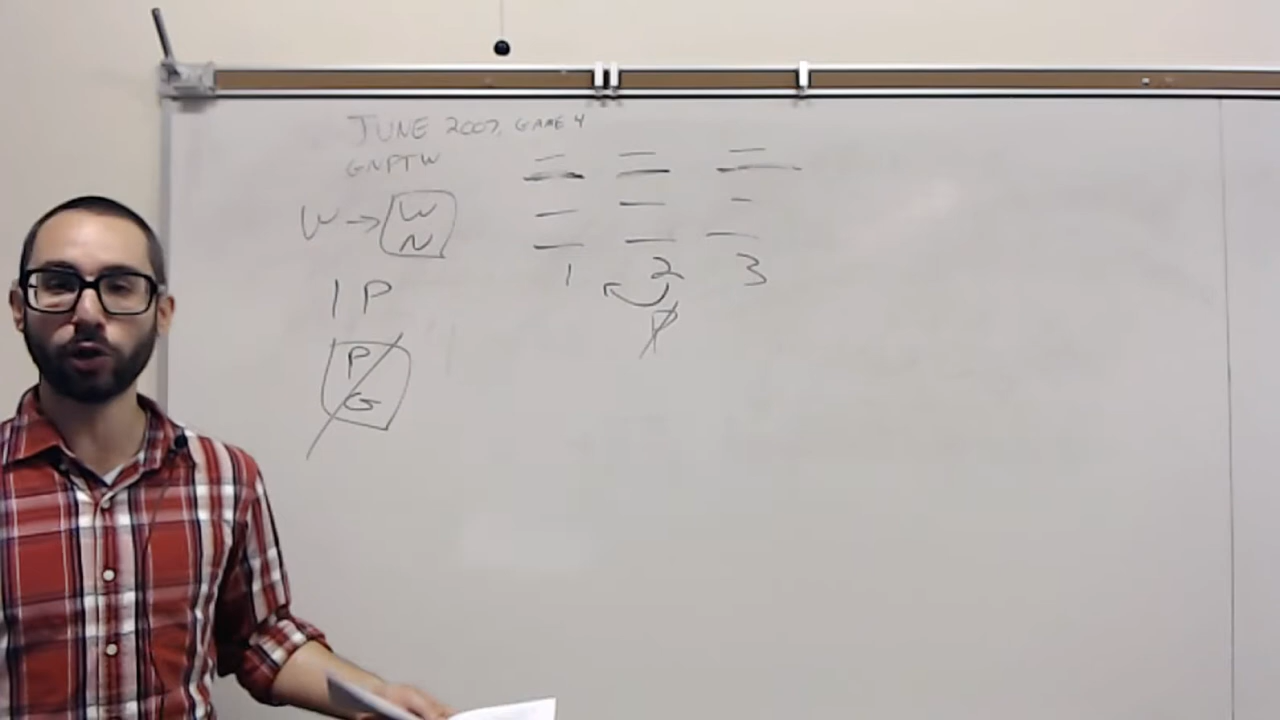 JUNE 2007, GAME 4
GNPTW
W → W
N
1 P
P
G
1 2 3
P